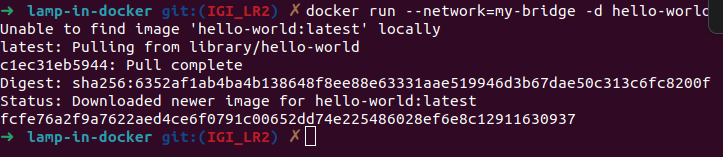 ➜ lamp-in-docker git:(IGI_LR2) ✗ docker run --network=my-bridge -d hello-world
Unable to find image 'hello-world:latest' locally
latest: Pulling from library/hello-world
c1ec31eb5944: Pull complete
Digest: sha256:6352af1ab4ba4b138648f8ee88e63331aae519946d3b67dae50c313c6fc8200f
Status: Downloaded newer image for hello-world:latest
fcfe76a2f9a7622aed4ce6f0791c00652dd74e225486028ef6e8c12911630937
➜ lamp-in-docker git:(IGI_LR2) ✗